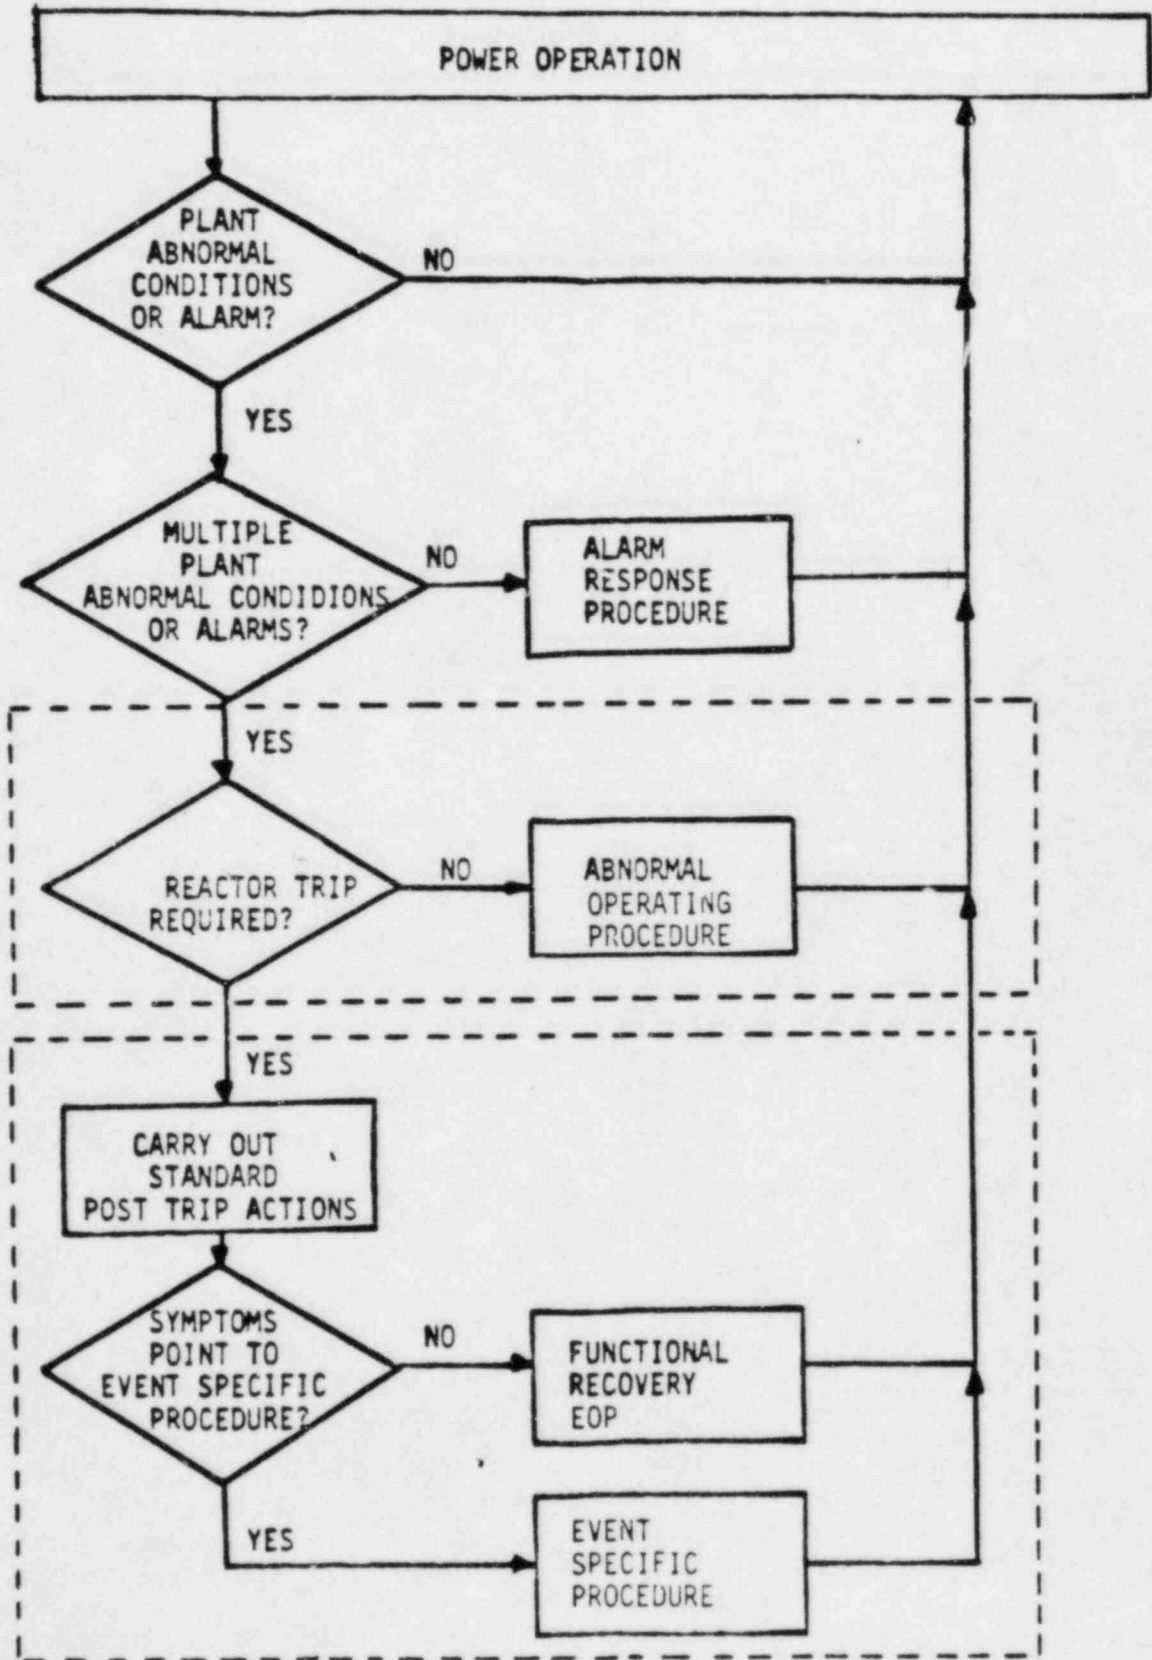 POWER OPERATION
PLANT
ABNORMAL
CONDITIONS
OR ALARM?
NO
YES
MULTIPLE
PLANT
ABNORMAL CONDIDIONS
OR ALARMS?
NO
ALARM
RESPONSE
PROCEDURE
YES
REACTOR TRIP
REQUIRED?
NO
ABNORMAL
OPERATING
PROCEDURE
YES
CARRY OUT
STANDARD
POST TRIP ACTIONS
SYMPTOMS
POINT TO
EVENT SPECIFIC
PROCEDURE?
NO
FUNCTIONAL
RECOVERY
EOP
YES
EVENT
SPECIFIC
PROCEDURE